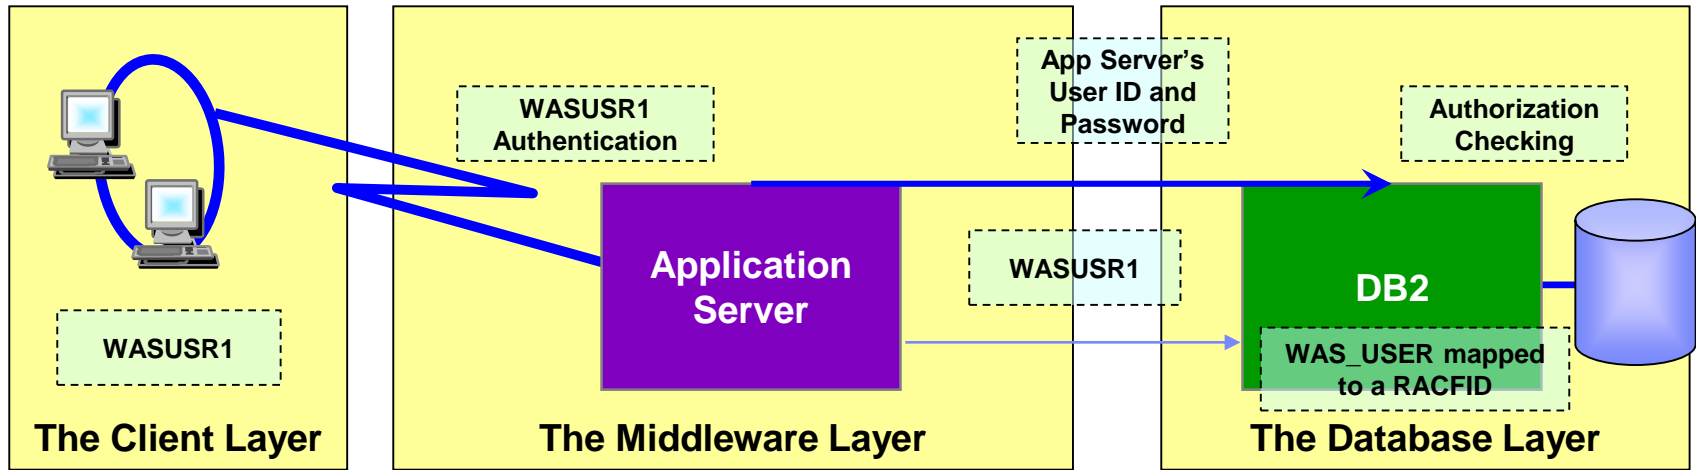 WASUSR1
The Client Layer
WASUSR1
Authentication
Application
Server
The Middleware Layer
App Server's
User ID and
Password
WASUSR1
Authorization
Checking
DB2
WAS_USER mapped
to a RACFID
The Database Layer